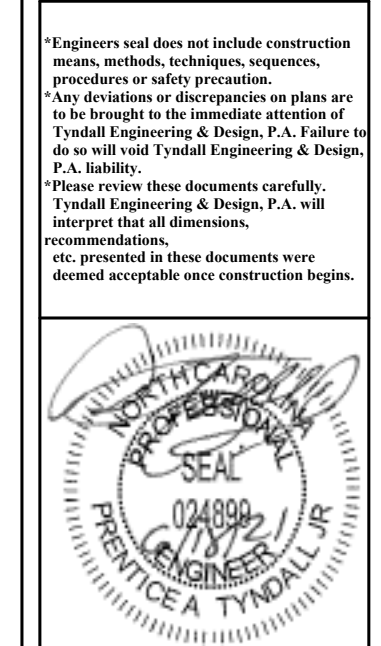 *Engineers seal does not include construction
means, methods, techniques, sequences,
procedures or safety precaution.
*Any deviations or discrepancies on plans are
to be brought to the immediate attention of
Tyndall Engineering & Design, P.A. Failure to
do so will void Tyndall Engineering & Design,
P.A. liability.
*Please review these documents carefully.
Tyndall Engineering & Design, P.A. will
interpret that all dimensions,
recommendations,
etc. presented in these documents were
deemed acceptable once construction begins.
NORTH CAROLINA
PROFESSIONAL
SEAL
024899
6/18/21
ENGINEER
PRENTICE A TYNDALL JR